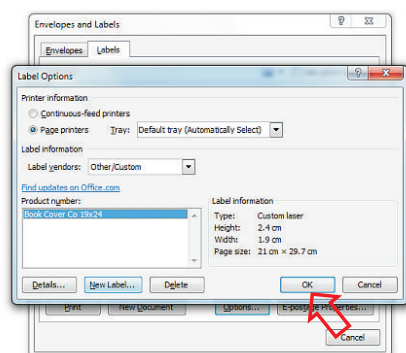 Envelopes and Labels
Envelopes Labels
Label Options
Printer information
Continuous-feed printers
Page printers Tray: Default tray (Automatically Select)
Label information
Label vendors: Other/Custom
Find updates on Office.com
Product number:
Book Cover Co 19x24
Label information
Type: Custom laser
Height: 2.4 cm
Width: 1.9 cm
Page size: 21 cm × 29.7 cm
Details... New Label... Delete OK Cancel
Print New Document Options... E-postage Properties...
Cancel